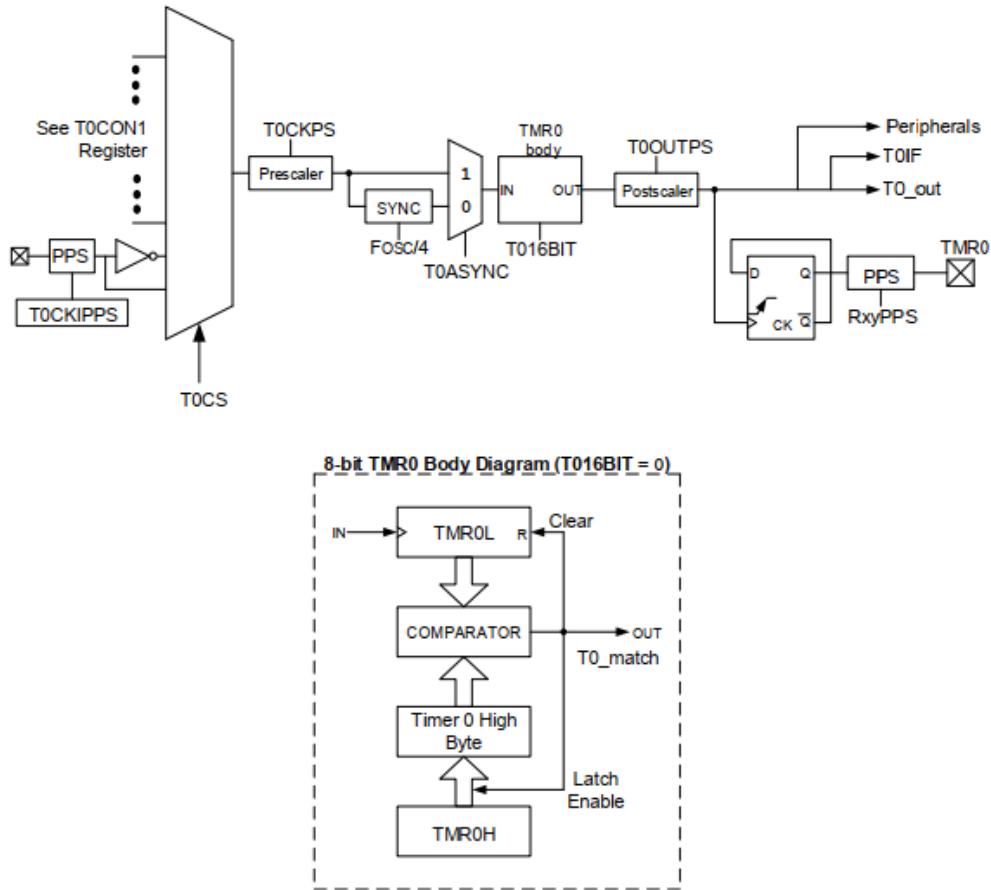 See T0CON1
Register
T0CKPS
Prescaler
SYNC
FOSC/4
1
0
T0ASYNC
TMR0
body
IN
OUT
T016BIT
T0OUTPS
Postscaler
Peripherals
T0IF
T0_out
TMR0
D
Q
CK
Q
PPS
RxyPPS
PPS
T0CKIPPS
T0CS
8-bit TMR0 Body Diagram (T016BIT = 0)
IN
TMR0L
R
Clear
COMPARATOR
OUT
T0_match
Timer 0 High
Byte
Latch
Enable
TMR0H